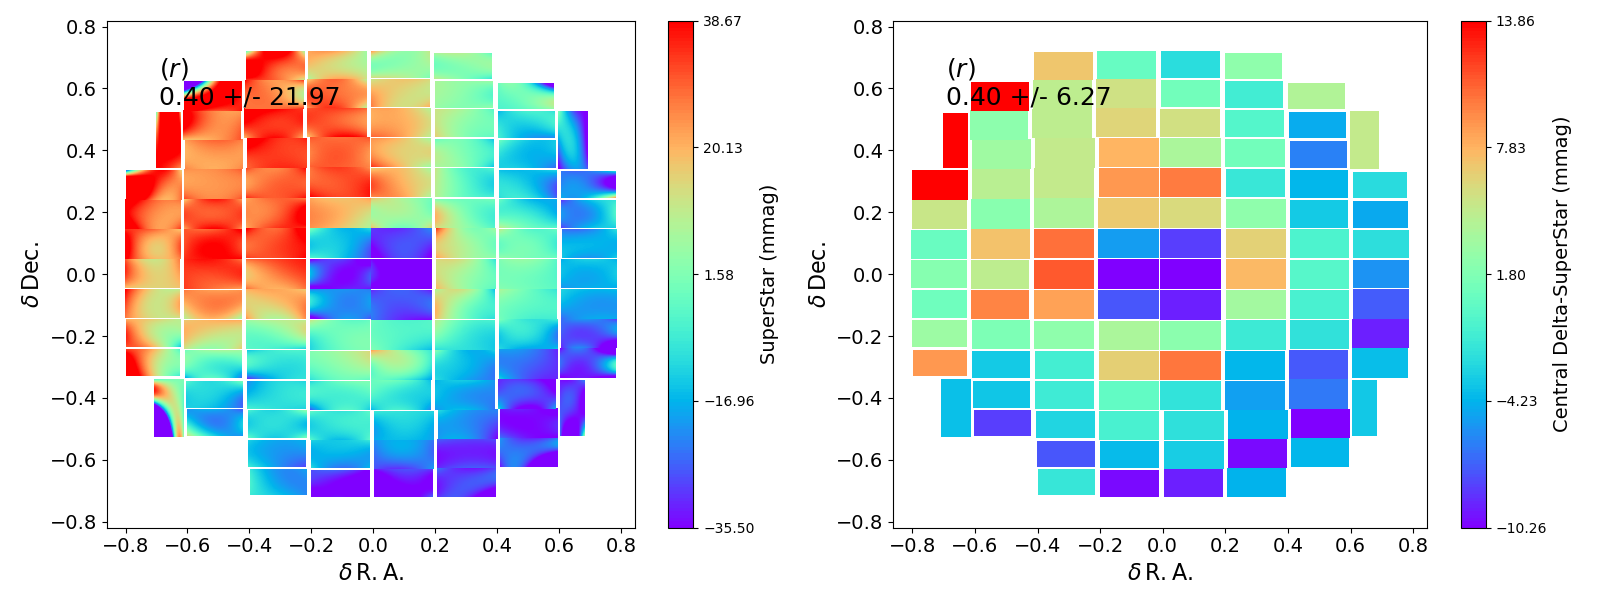 (r)
0.40 +/- 21.97
0.8
0.6
0.4
0.2
0.0
−0.2
−0.4
−0.6
−0.8
δ Dec.
−0.8 −0.6 −0.4 −0.2 0.0 0.2 0.4 0.6 0.8
δ R. A.
38.67
20.13
1.58
−16.96
−35.50
SuperStar (mmag)
(r)
0.40 +/- 6.27
0.8
0.6
0.4
0.2
0.0
−0.2
−0.4
−0.6
−0.8
δ Dec.
−0.8 −0.6 −0.4 −0.2 0.0 0.2 0.4 0.6 0.8
δ R. A.
13.86
7.83
1.80
−4.23
−10.26
Central Delta-SuperStar (mmag)